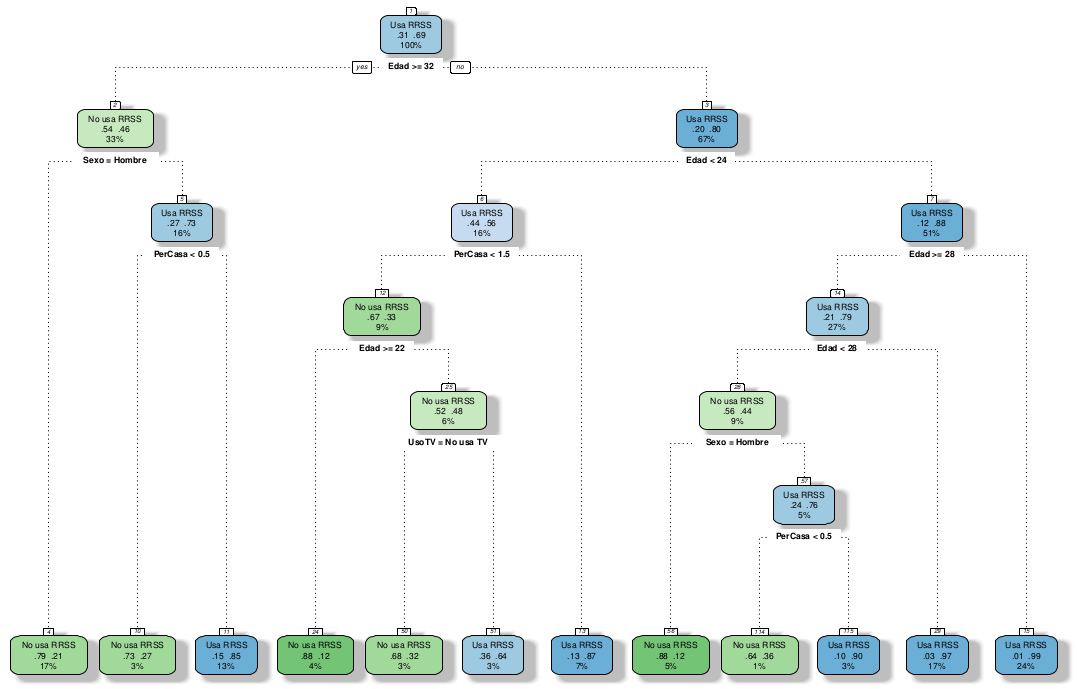 1
Usa RRSS
.31 .69
100%
yes Edad >= 32 no
2
No usa RRSS
.54 .46
33%
Sexo = Hombre
3
Usa RRSS
.20 .80
67%
Edad < 24
5
Usa RRSS
.27 .73
16%
PerCasa < 0.5
6
Usa RRSS
.44 .56
16%
PerCasa < 1.5
7
Usa RRSS
.12 .88
51%
Edad >= 28
12
No usa RRSS
.67 .33
9%
Edad >= 22
14
Usa RRSS
.21 .79
27%
Edad < 28
25
No usa RRSS
.52 .48
6%
UsoTV = No usa TV
28
No usa RRSS
.56 .44
9%
Sexo = Hombre
57
Usa RRSS
.24 .76
5%
PerCasa < 0.5
4
No usa RRSS
.79 .21
17%
10
No usa RRSS
.73 .27
3%
11
Usa RRSS
.15 .85
13%
24
No usa RRSS
.88 .12
4%
50
No usa RRSS
.68 .32
3%
51
Usa RRSS
.36 .64
3%
13
Usa RRSS
.13 .87
7%
56
No usa RRSS
.88 .12
5%
114
No usa RRSS
.64 .36
1%
115
Usa RRSS
.10 .90
3%
29
Usa RRSS
.03 .97
17%
15
Usa RRSS
.01 .99
24%